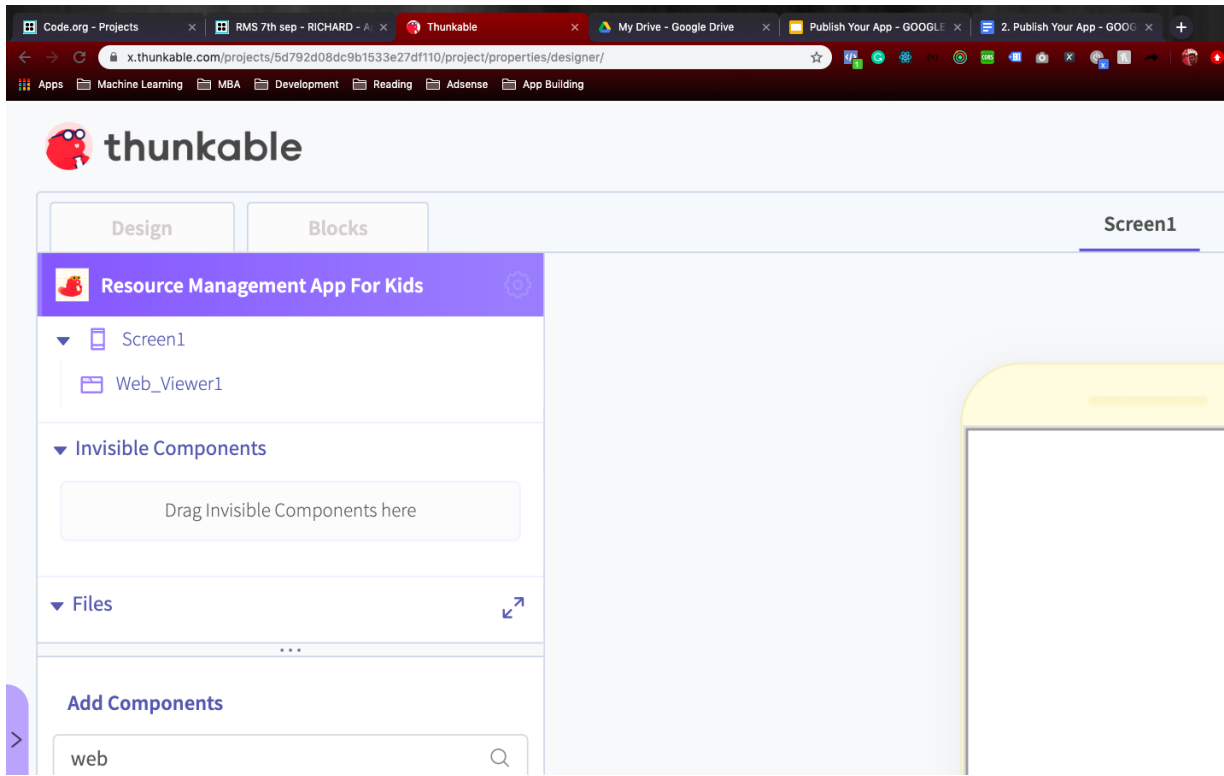 Code.org - Projects
RMS 7th sep - RICHARD - A
Thunkable
My Drive - Google Drive
Publish Your App - GOOGLE
2. Publish Your App - GOOG
x.thunkable.com/projects/5d792d08dc9b1533e27df110/project/properties/designer/
Apps
Machine Learning
MBA
Development
Reading
Adsense
App Building
thunkable
Design
Blocks
Screen1
Resource Management App For Kids
Screen1
Web_Viewer1
Invisible Components
Drag Invisible Components here
Files
Add Components
web